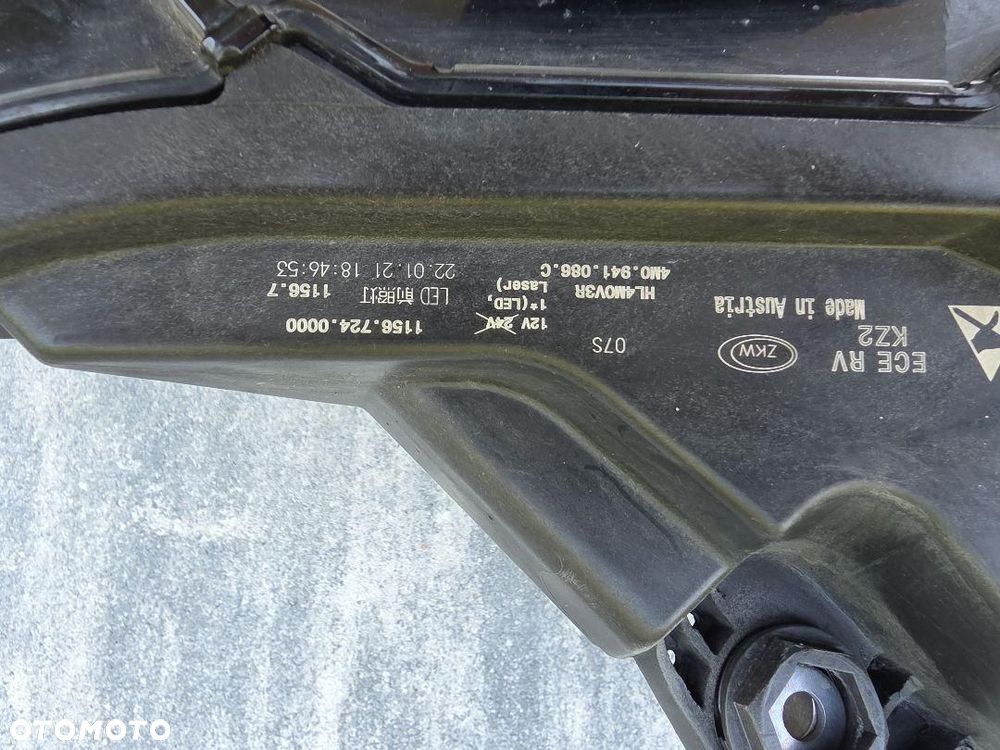 ECE RV
KZ2
ZKW
Made in Austria
07S
12V 24V
1*(LED,
Laser)
HL4MOV3R
4M0.941.086.C
1156.724.0000
LED 前照灯 1156.7
22.01.21 18:46:53
OTOMOTO